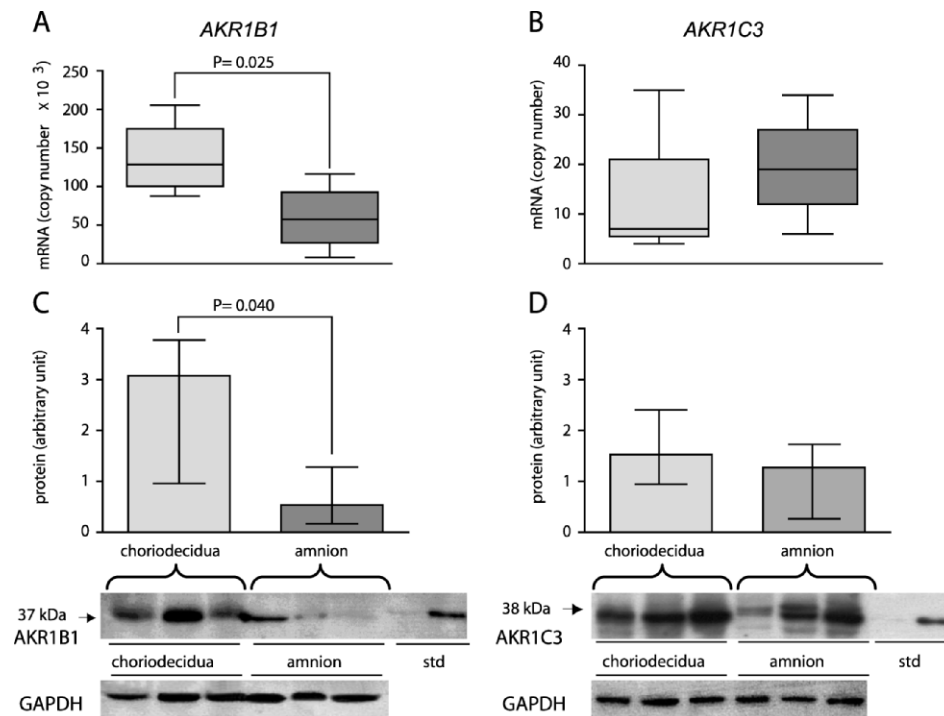 A AKR1B1
mRNA (copy number x 10 3)
250
200
150
100
50
0
P= 0.025
B AKR1C3
mRNA (copy number)
40
30
20
10
0
C
protein (arbitrary unit)
4
3
2
1
0
P= 0.040
choriodecidua amnion
37 kDa
AKR1B1
choriodecidua amnion std
GAPDH
D
protein (arbitrary unit)
4
3
2
1
0
choriodecidua amnion
38 kDa
AKR1C3
choriodecidua amnion std
GAPDH